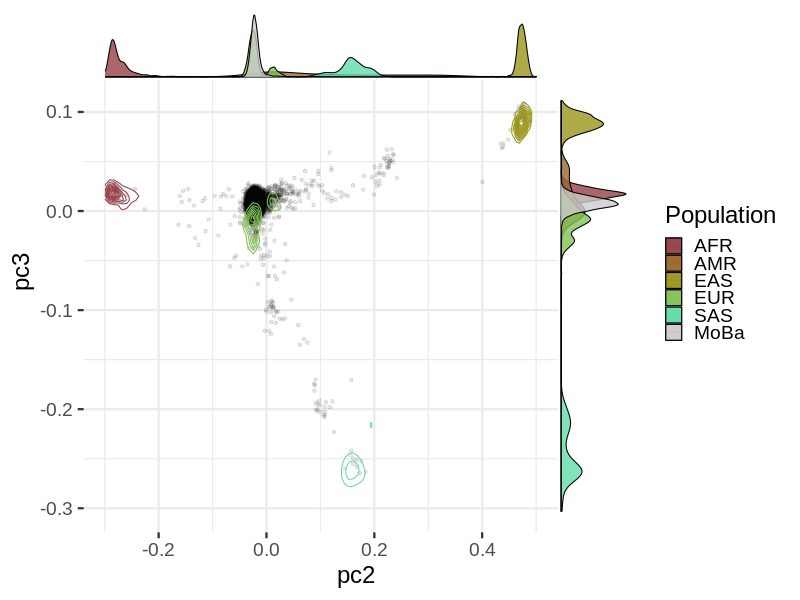 0.1
0.0
-0.1
-0.2
-0.3
pc3
-0.2 0.0 0.2 0.4
pc2
Population
AFR
AMR
EAS
EUR
SAS
MoBa